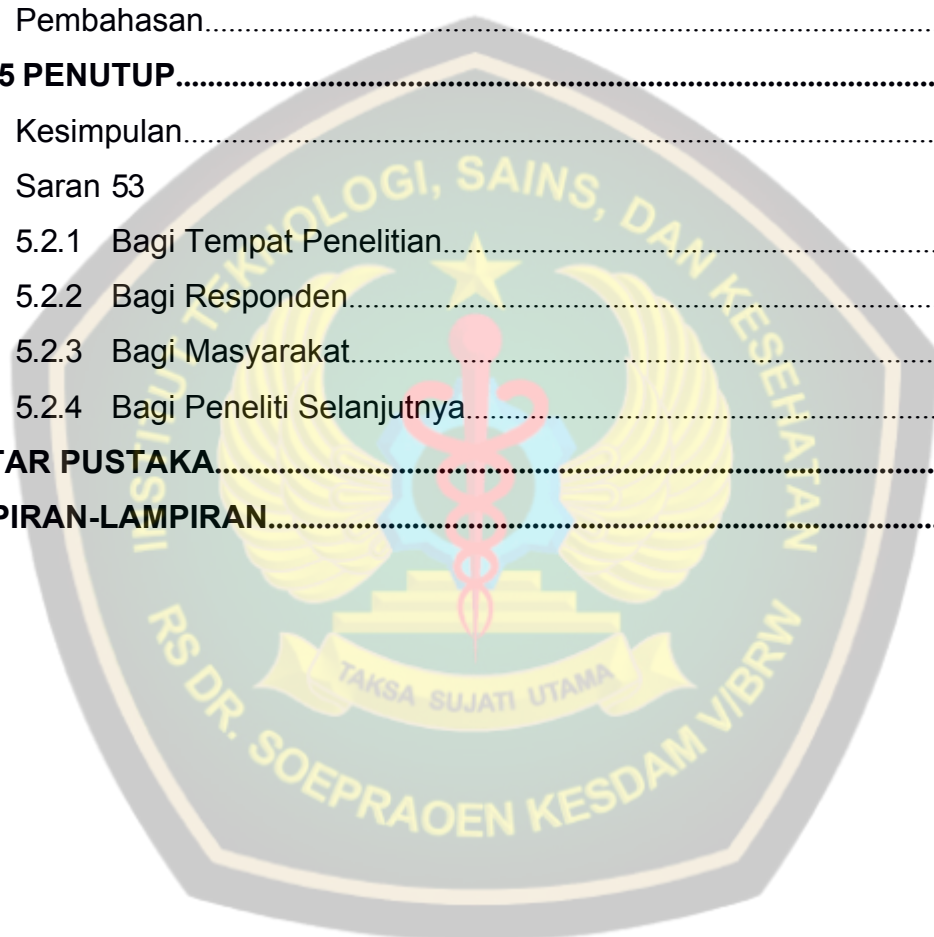 Pembahasan........................................................................................
5 PENUTUP..............................................................................................
Kesimpulan...........................................................................................
Saran 53
5.2.1 Bagi Tempat Penelitian.............................................................
5.2.2 Bagi Responden........................................................................
5.2.3 Bagi Masyarakat........................................................................
5.2.4 Bagi Peneliti Selanjutnya..........................................................
TAR PUSTAKA.........................................................................................
PIRAN-LAMPIRAN...................................................................................
INSTITUT TEKNOLOGI, SAINS, DAN KESEHATAN
TAKSA SUJATI UTAMA
RS DR. SOEPRAOEN KESDAM V/BRW